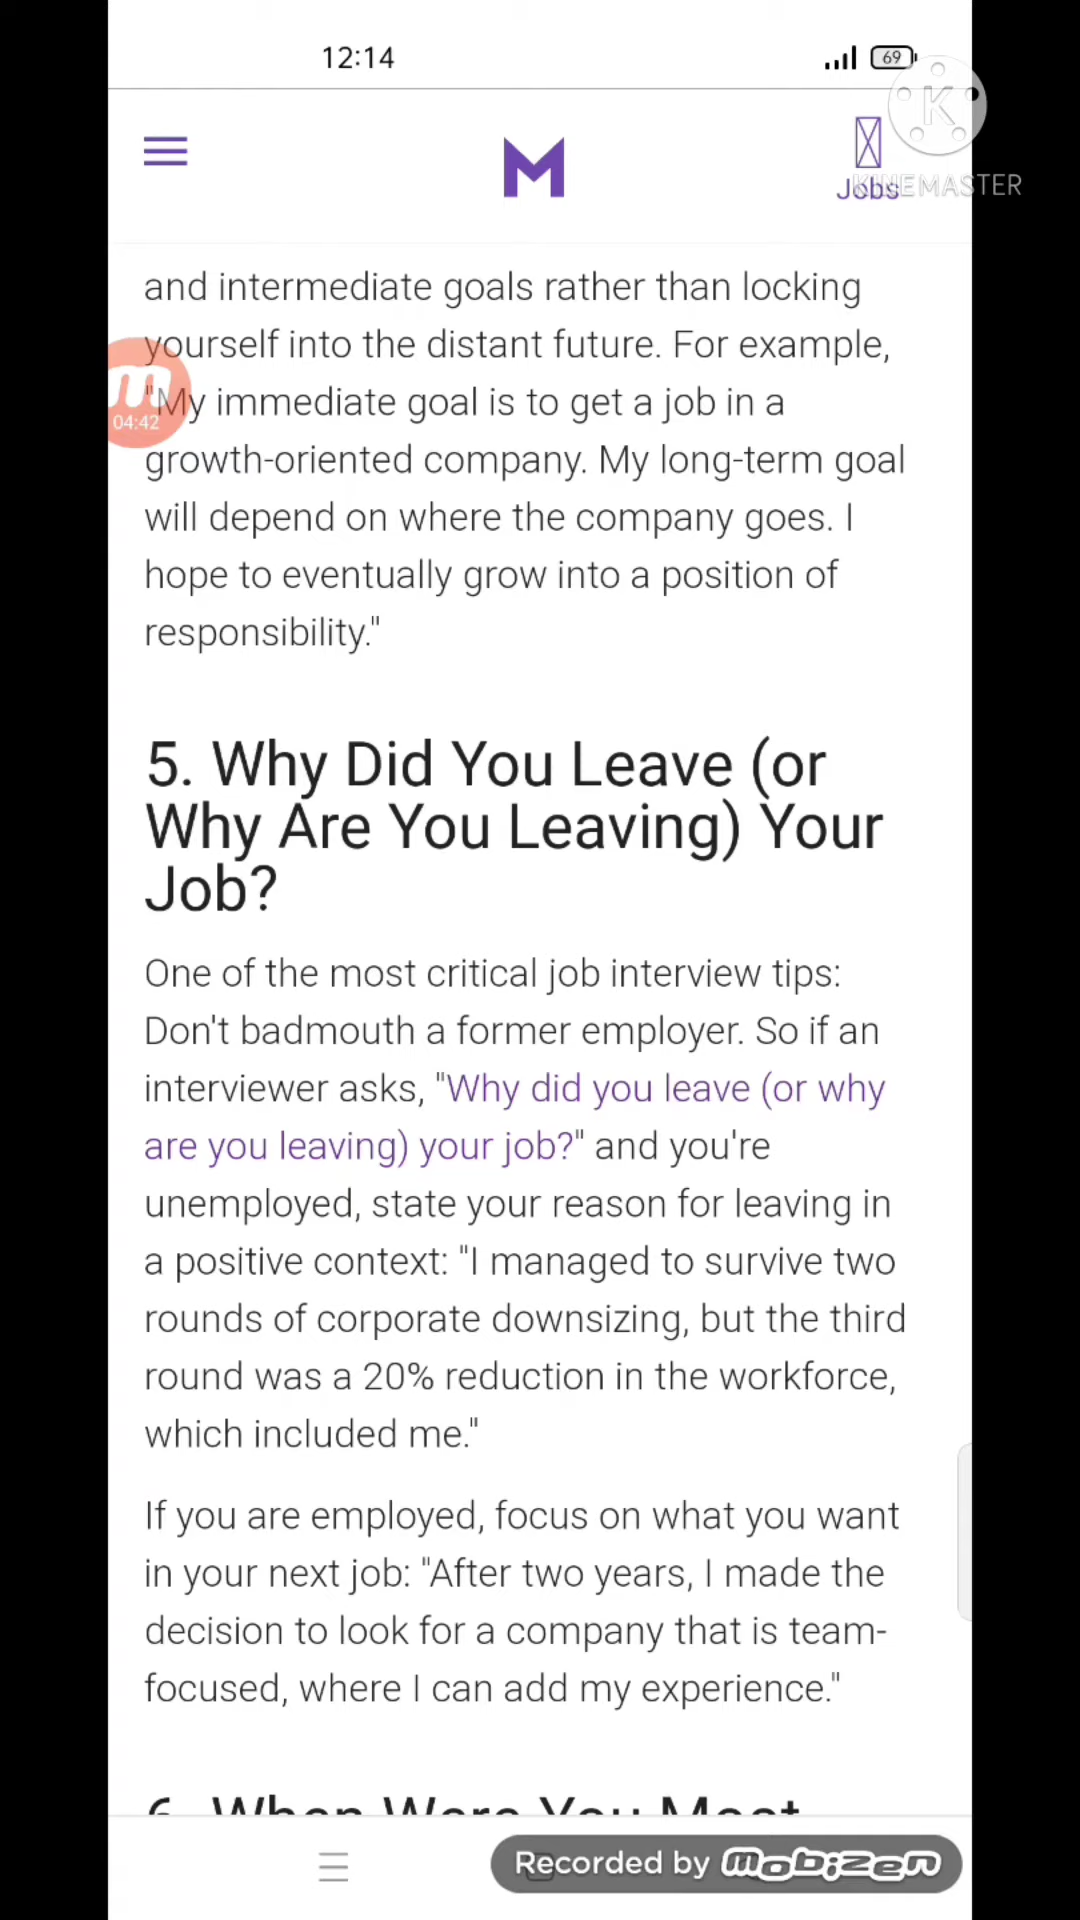 12:14
69
K
M
Jobs
KINEMASTER
and intermediate goals rather than locking
yourself into the distant future. For example,
"My immediate goal is to get a job in a
m
04:42
growth-oriented company. My long-term goal
will depend on where the company goes. I
hope to eventually grow into a position of
responsibility."
5. Why Did You Leave (or
Why Are You Leaving) Your
Job?
One of the most critical job interview tips:
Don't badmouth a former employer. So if an
interviewer asks, "Why did you leave (or why
are you leaving) your job?" and you're
unemployed, state your reason for leaving in
a positive context: "I managed to survive two
rounds of corporate downsizing, but the third
round was a 20% reduction in the workforce,
which included me."
If you are employed, focus on what you want
in your next job: "After two years, I made the
decision to look for a company that is team-
focused, where I can add my experience."
6. When Were You Most
Recorded by mobizen